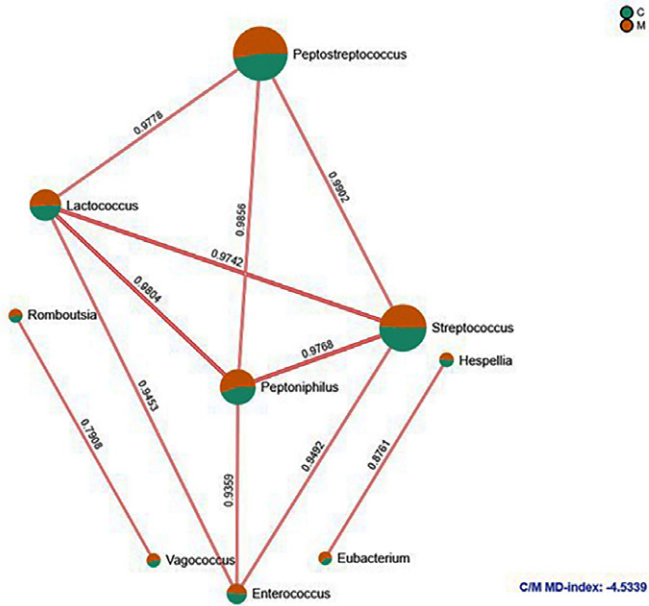 C
M
Peptostreptococcus
0.9778
0.9902
Lactococcus
0.9856
0.9742
0.9804
Romboutsia
Streptococcus
0.9768
Hespellia
Peptoniphilus
0.9453
0.7908
0.9492
0.8761
0.9359
Vagococcus
Eubacterium
Enterococcus
C/M MD-index: -4.5339